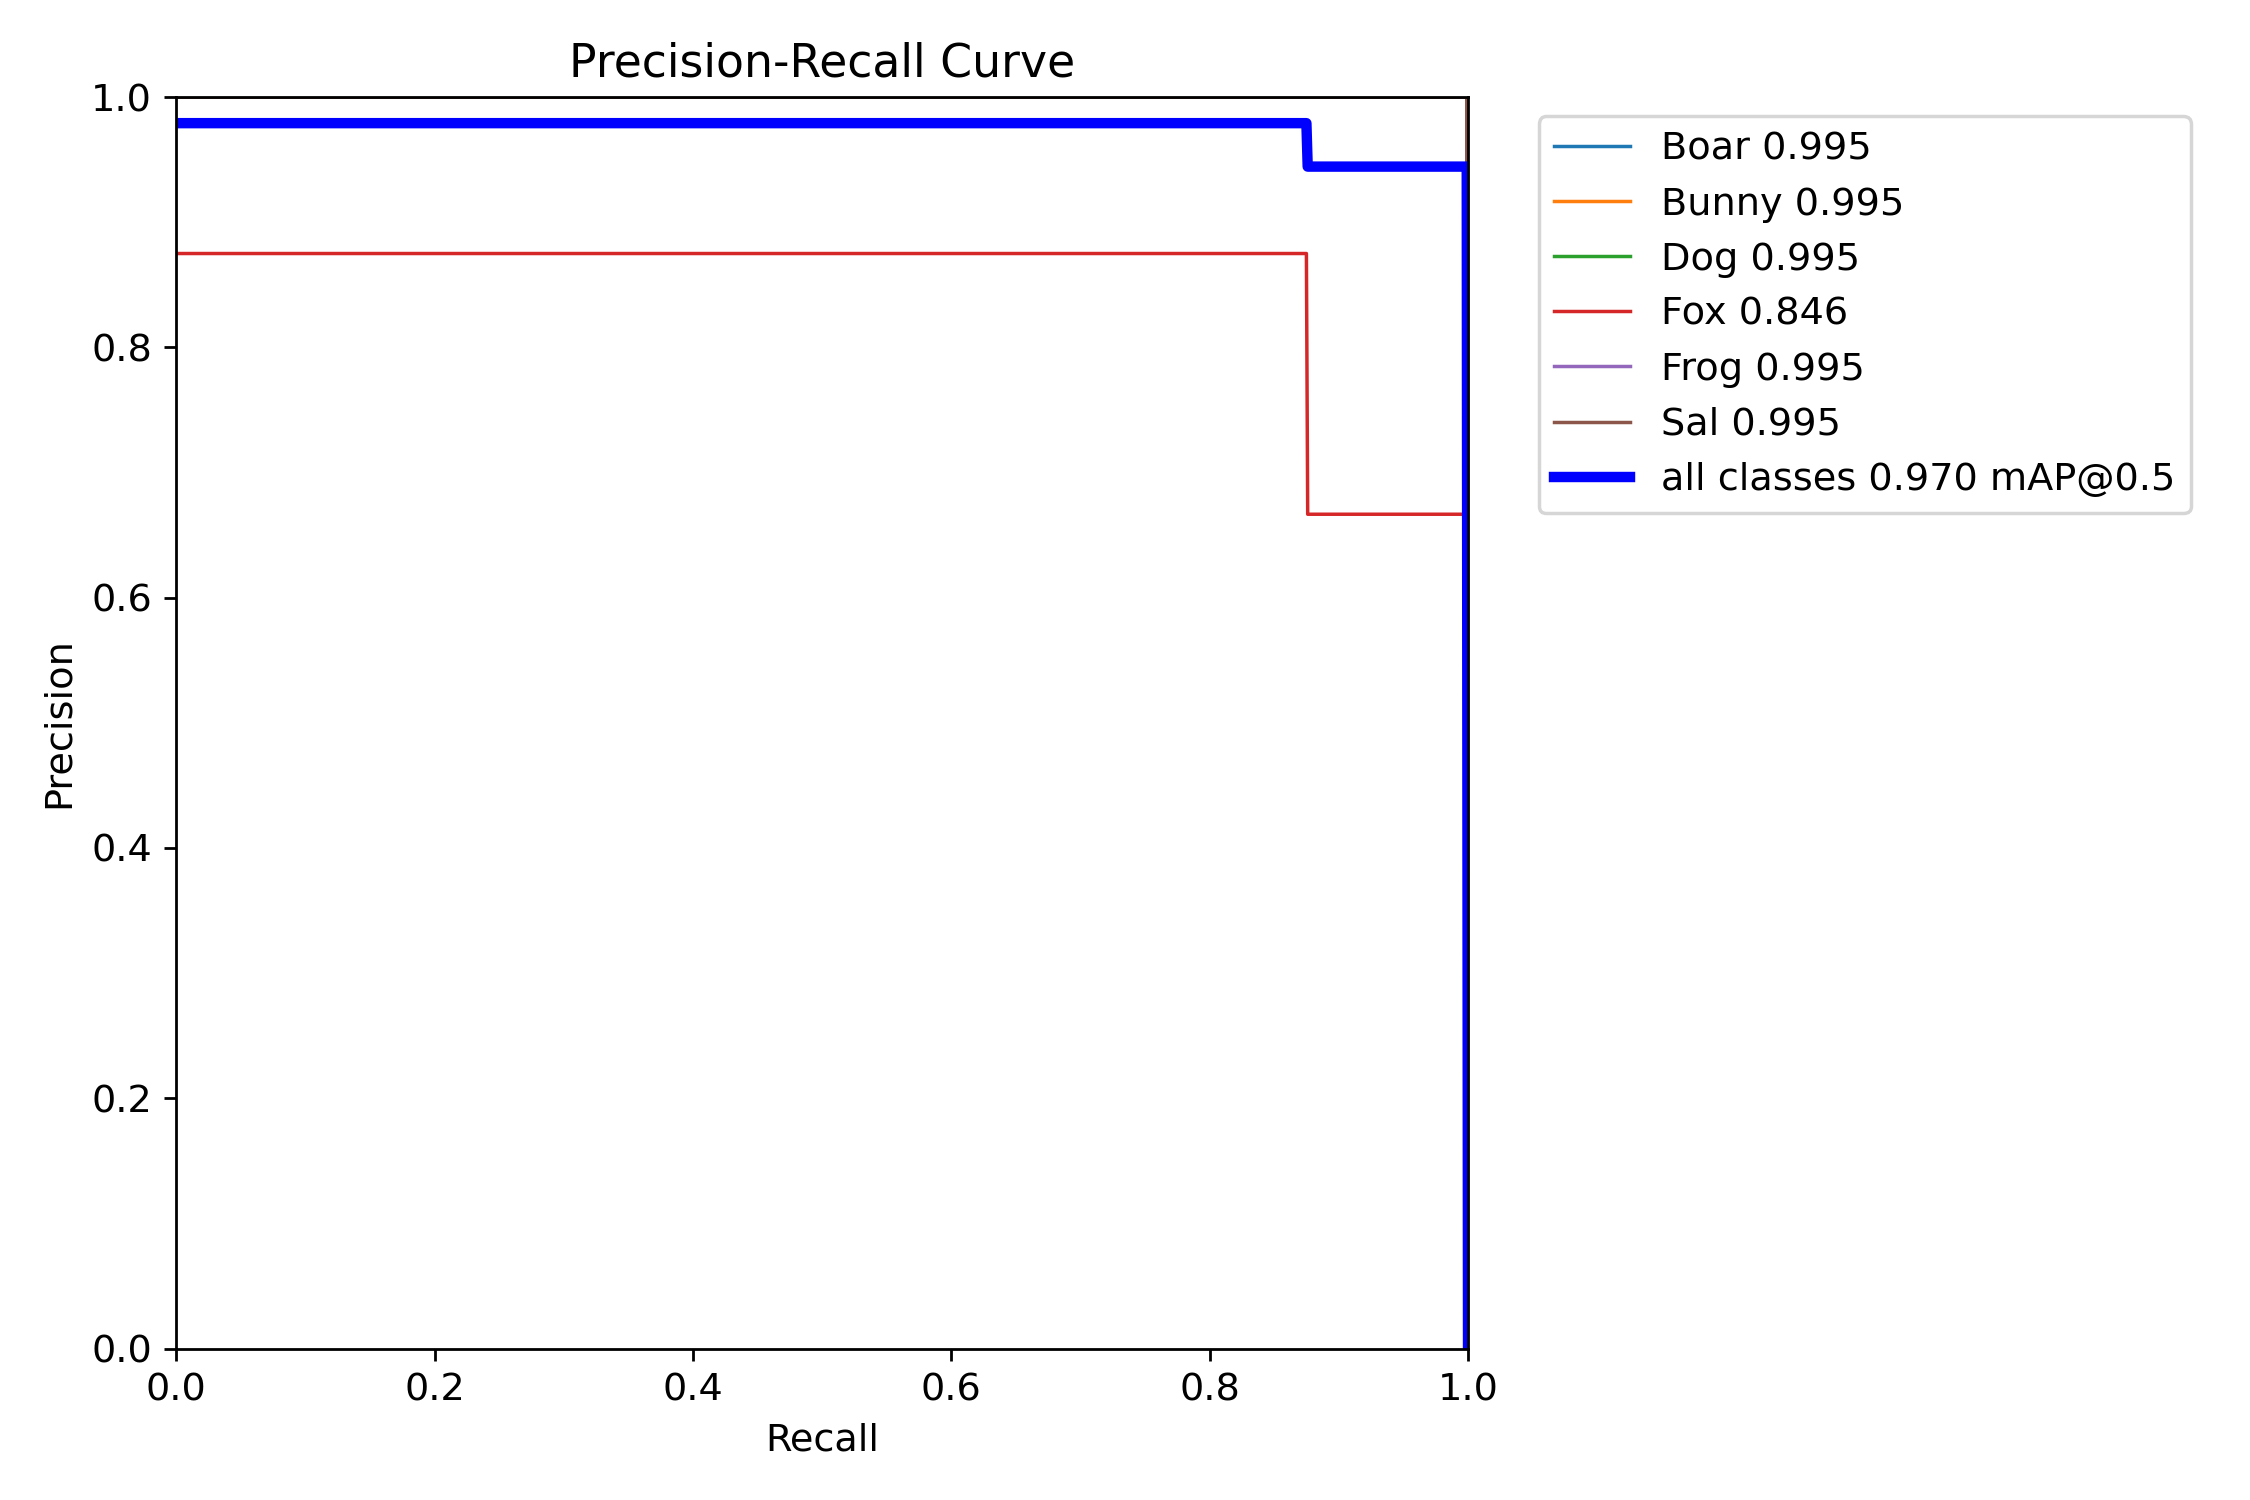 Precision-Recall Curve
1.0
0.8
0.6
0.4
0.2
0.0
Precision
0.0 0.2 0.4 0.6 0.8 1.0
Recall
Boar 0.995
Bunny 0.995
Dog 0.995
Fox 0.846
Frog 0.995
Sal 0.995
all classes 0.970 mAP@0.5